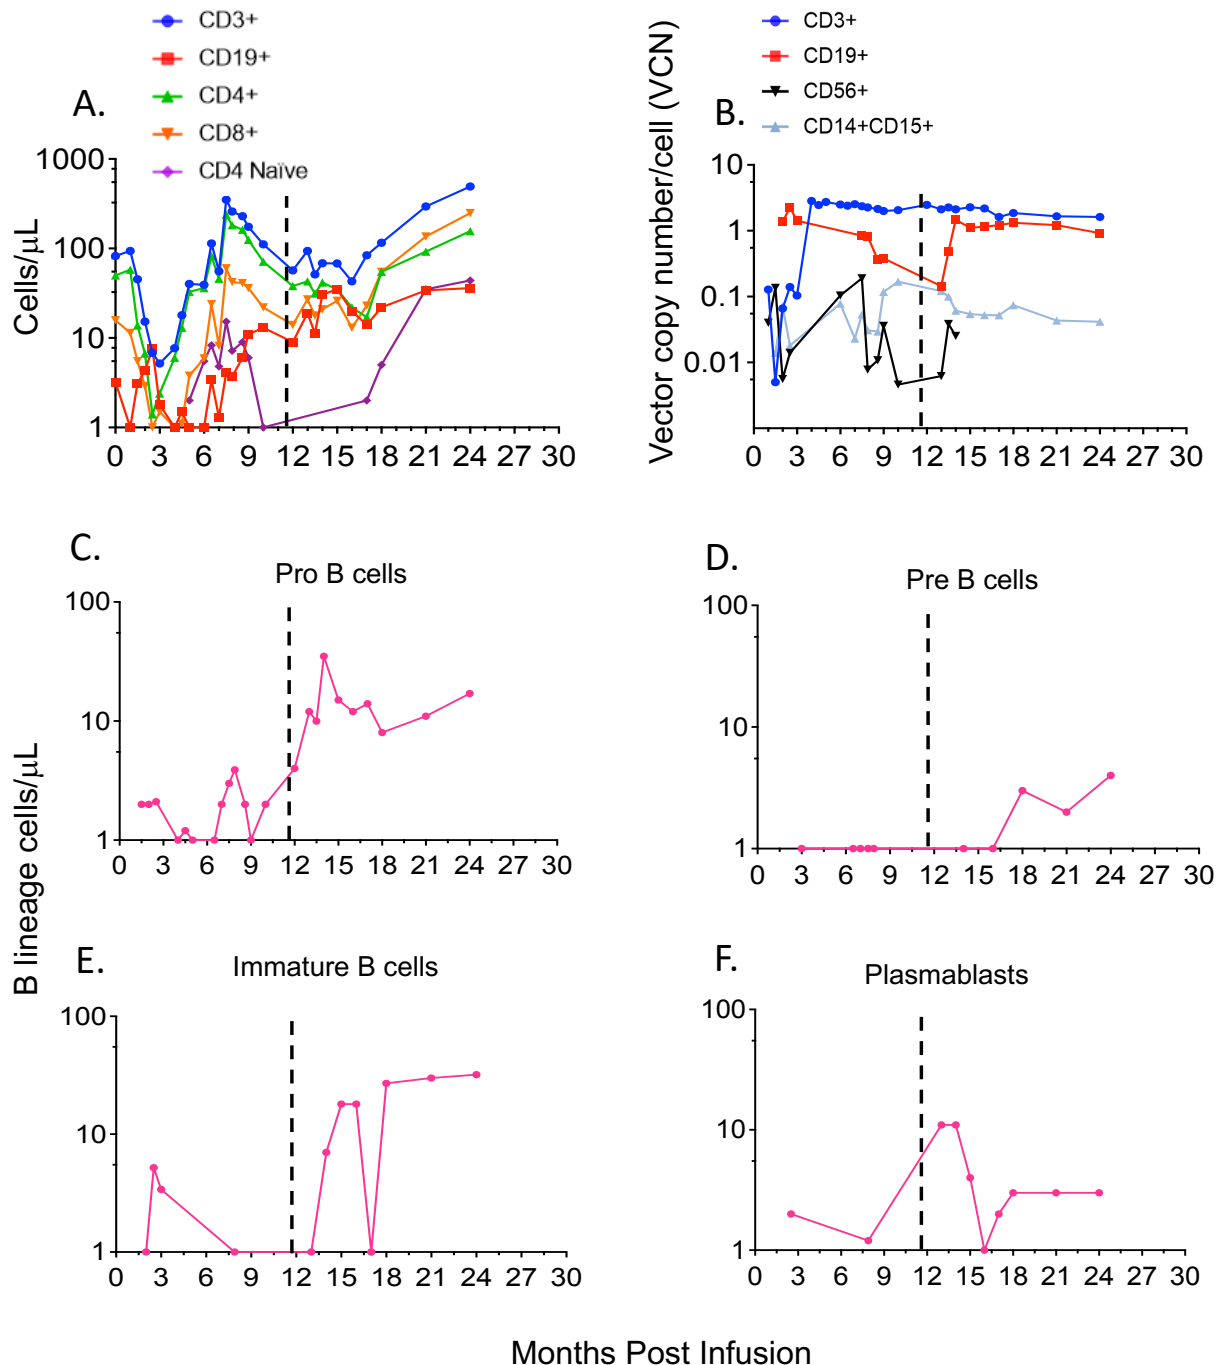 CD3+
CD19+
CD4+
CD8+
CD4 Naïve
A.
Cells/μL
1000
100
10
1
0 3 6 9 12 15 18 21 24 27 30
CD3+
CD19+
CD56+
CD14+CD15+
B.
Vector copy number/cell (VCN)
10
1
0.1
0.01
0 3 6 9 12 15 18 21 24 27 30
C.
Pro B cells
100
10
1
0 3 6 9 12 15 18 21 24 27 30
D.
Pre B cells
100
10
1
0 3 6 9 12 15 18 21 24 27 30
B lineage cells/μL
E.
Immature B cells
100
10
1
0 3 6 9 12 15 18 21 24 27 30
F.
Plasmablasts
100
10
1
0 3 6 9 12 15 18 21 24 27 30
Months Post Infusion